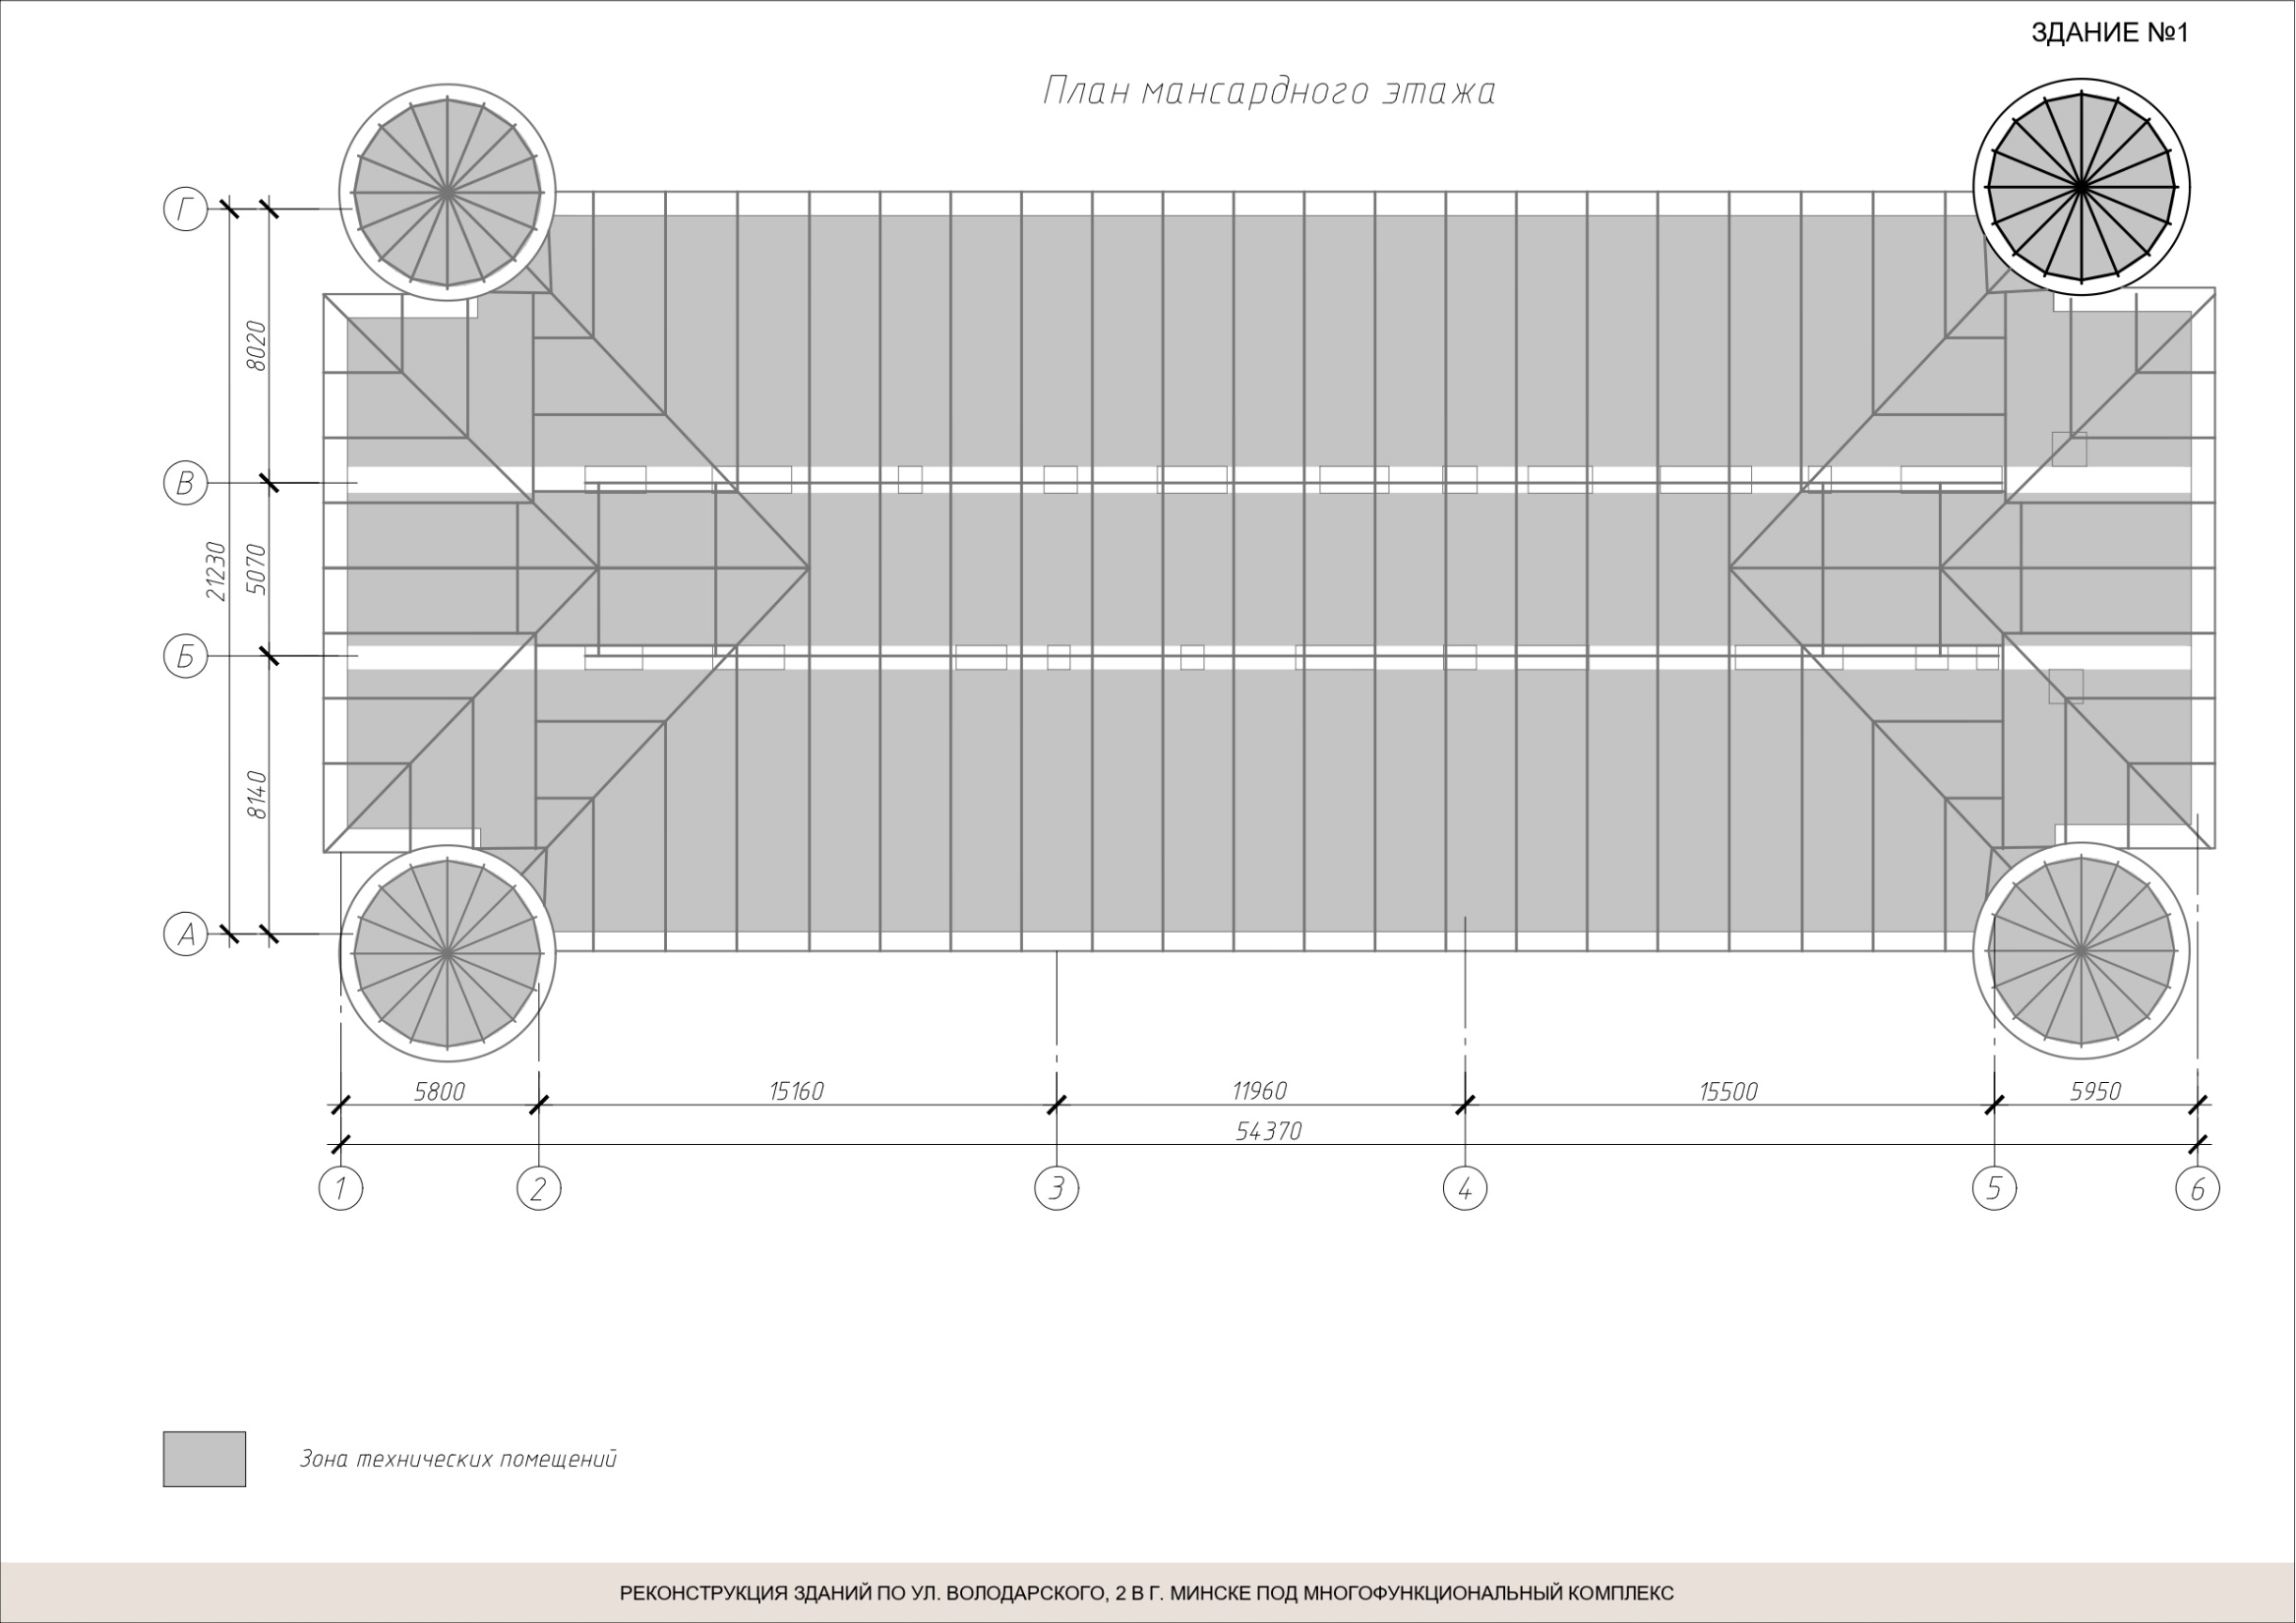 ЗДАНИЕ №1
План мансардного этажа
Г
В
Б
А
8020
5070
8140
21230
5800
15160
11960
15500
5950
54370
1
2
3
4
5
6
Зона технических помещений
РЕКОНСТРУКЦИЯ ЗДАНИЙ ПО УЛ. ВОЛОДАРСКОГО, 2 В Г. МИНСКЕ ПОД МНОГОФУНКЦИОНАЛЬНЫЙ КОМПЛЕКС